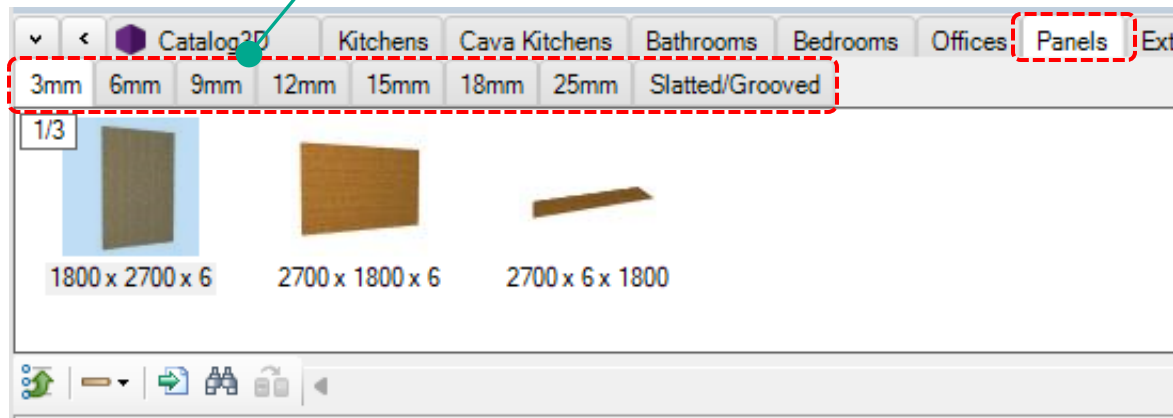 Catalog3D Kitchens Cava Kitchens Bathrooms Bedrooms Offices Panels Ext
3mm 6mm 9mm 12mm 15mm 18mm 25mm Slatted/Grooved
1/3
1800 x 2700 x 6 2700 x 1800 x 6 2700 x 6 x 1800